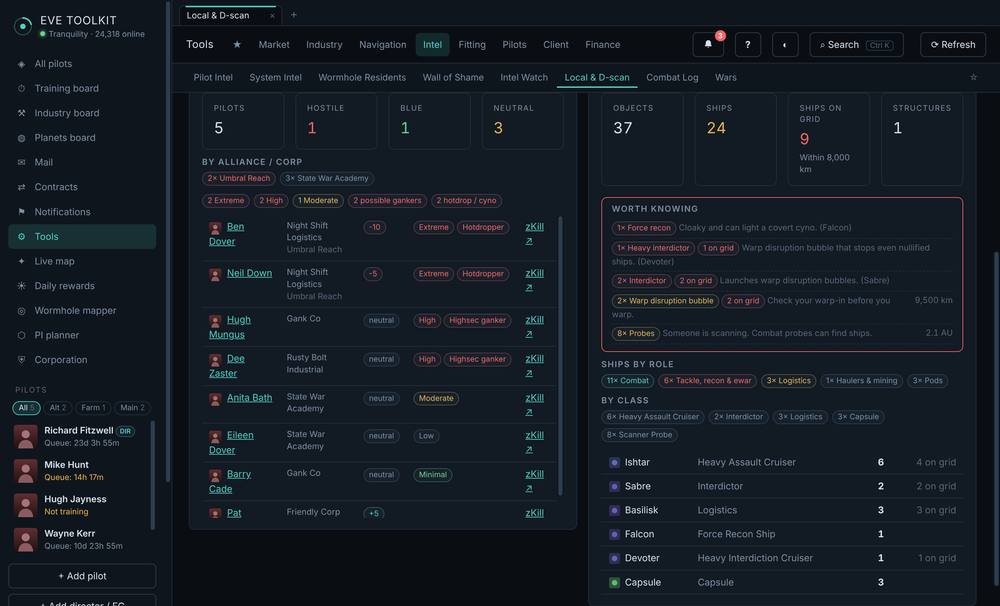 EVE TOOLKIT
Tranquility · 24,318 online
All pilots
Training board
Industry board
Planets board
Mail
Contracts
Notifications
Tools
Live map
Daily rewards
Wormhole mapper
PI planner
Corporation
PILOTS
All 5
Alt 2
Farm 1
Main 2
Richard Fitzwell DIR
Queue: 23d 3h 55m
Mike Hunt
Queue: 14h 17m
Hugh Jayness
Not training
Wayne Kerr
Queue: 10d 23h 55m
+ Add pilot
+ Add director / FC
Local & D-scan × +
Tools ★ Market Industry Navigation Intel Fitting Pilots Client Finance 3 ? Search Ctrl K Refresh
Pilot Intel System Intel Wormhole Residents Wall of Shame Intel Watch Local & D-scan Combat Log Wars
PILOTS
5
HOSTILE
1
BLUE
1
NEUTRAL
3
BY ALLIANCE / CORP
2× Umbral Reach 3× State War Academy
2 Extreme 2 High 1 Moderate 2 possible gankers 2 hotdrop / cyno
Ben Dover
Night Shift Logistics
Umbral Reach
-10 Extreme Hotdropper zKill ↗
Neil Down
Night Shift Logistics
Umbral Reach
-5 Extreme Hotdropper zKill ↗
Hugh Mungus
Gank Co
neutral High Highsec ganker zKill ↗
Dee Zaster
Rusty Bolt Industrial
neutral High Highsec ganker zKill ↗
Anita Bath
State War Academy
neutral Moderate zKill ↗
Eileen Dover
State War Academy
neutral Low zKill ↗
Barry Cade
Gank Co
neutral Minimal zKill ↗
Pat
Friendly Corp
+5 zKill
OBJECTS
37
SHIPS
24
SHIPS ON GRID
9
Within 8,000 km
STRUCTURES
1
WORTH KNOWING
1× Force recon Cloaky and can light a covert cyno. (Falcon)
1× Heavy interdictor 1 on grid Warp disruption bubble that stops even nullified
ships. (Devoter)
2× Interdictor 2 on grid Launches warp disruption bubbles. (Sabre)
2× Warp disruption bubble 2 on grid Check your warp-in before you 9,500 km
warp.
8× Probes Someone is scanning. Combat probes can find ships. 2.1 AU
SHIPS BY ROLE
11× Combat 6× Tackle, recon & ewar 3× Logistics 1× Haulers & mining 3× Pods
BY CLASS
6× Heavy Assault Cruiser 2× Interdictor 3× Logistics 3× Capsule
8× Scanner Probe
Ishtar Heavy Assault Cruiser 6 4 on grid
Sabre Interdictor 2 2 on grid
Basilisk Logistics 3 3 on grid
Falcon Force Recon Ship 1
Devoter Heavy Interdiction Cruiser 1 1 on grid
Capsule Capsule 3